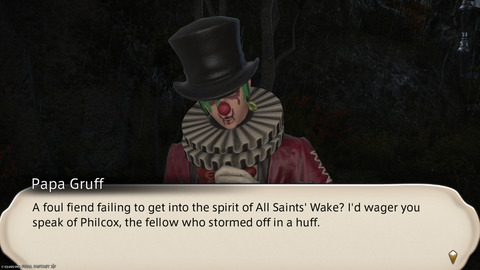 Papa Gruff
A foul fiend failing to get into the spirit of All Saints' Wake? I'd wager you
speak of Philcox, the fellow who stormed off in a huff.